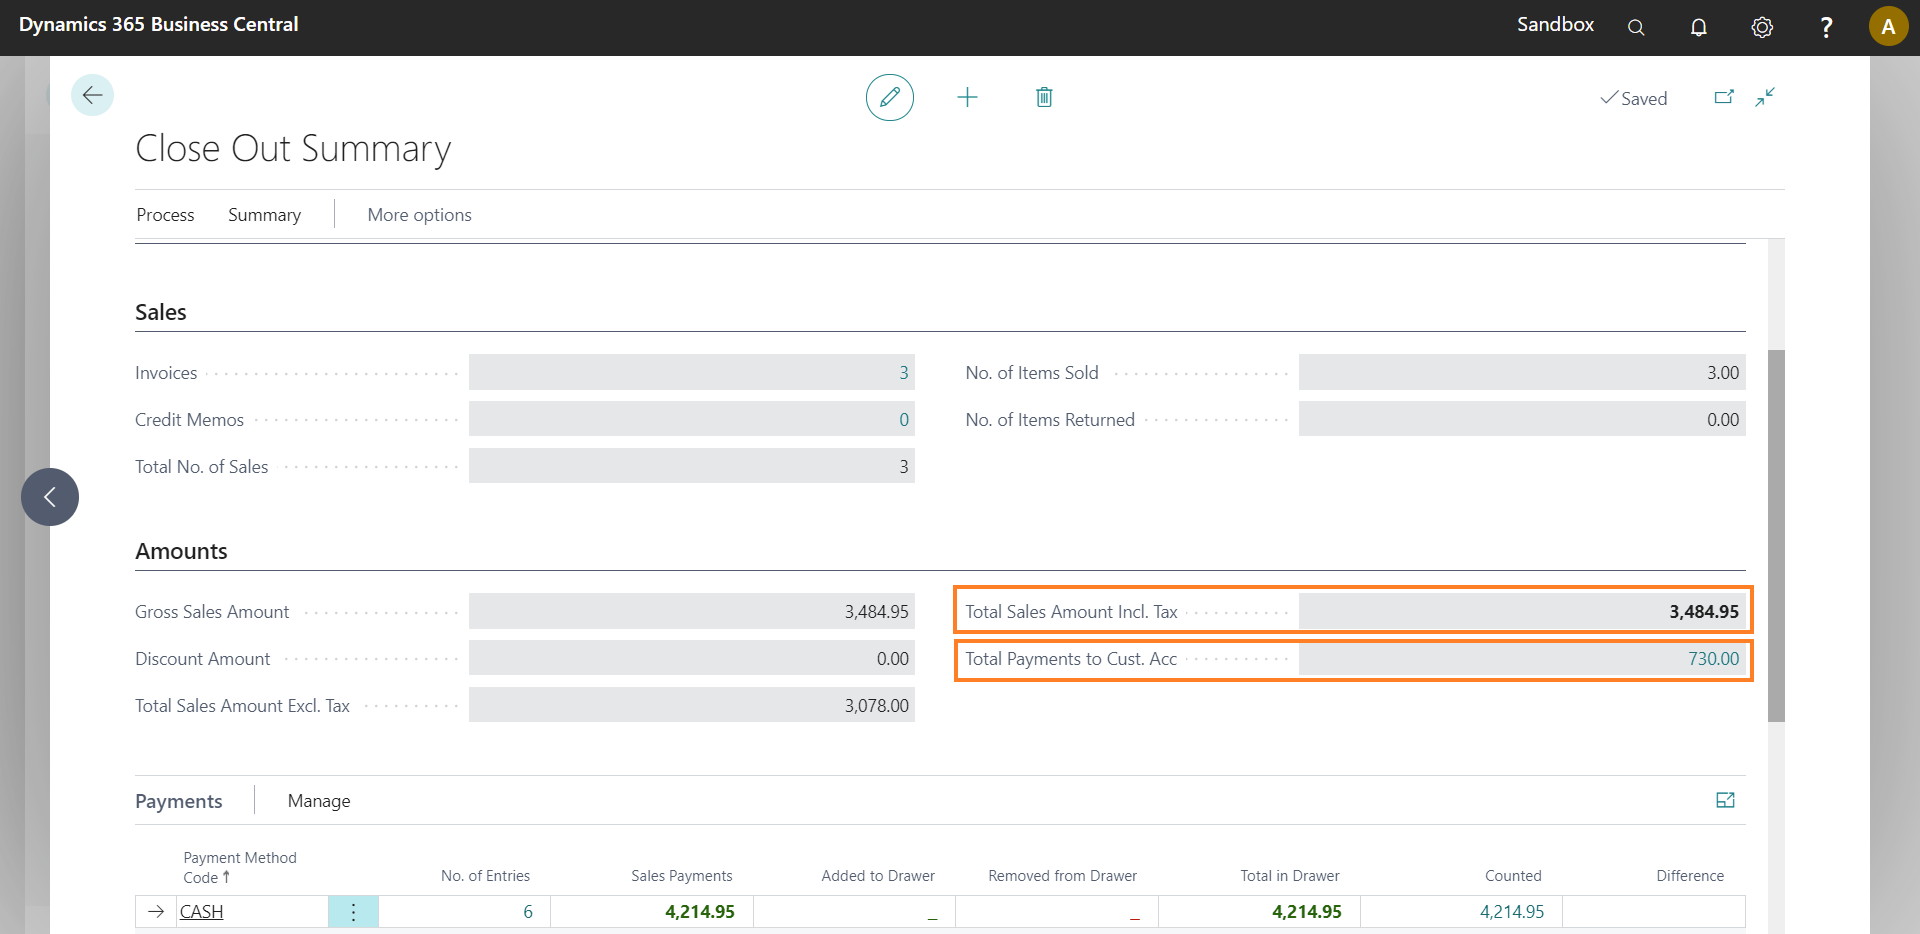 Dynamics 365 Business Central
Sandbox
?
A
Saved
Close Out Summary
Process Summary More options
Sales
Invoices 3 No. of Items Sold 3.00
Credit Memos 0 No. of Items Returned 0.00
Total No. of Sales 3
Amounts
Gross Sales Amount 3,484.95 Total Sales Amount Incl. Tax 3,484.95
Discount Amount 0.00 Total Payments to Cust. Acc 730.00
Total Sales Amount Excl. Tax 3,078.00
Payments Manage
Payment Method
Code ↑ No. of Entries Sales Payments Added to Drawer Removed from Drawer Total in Drawer Counted Difference
→ CASH ⋮ 6 4,214.95 _ _ 4,214.95 4,214.95